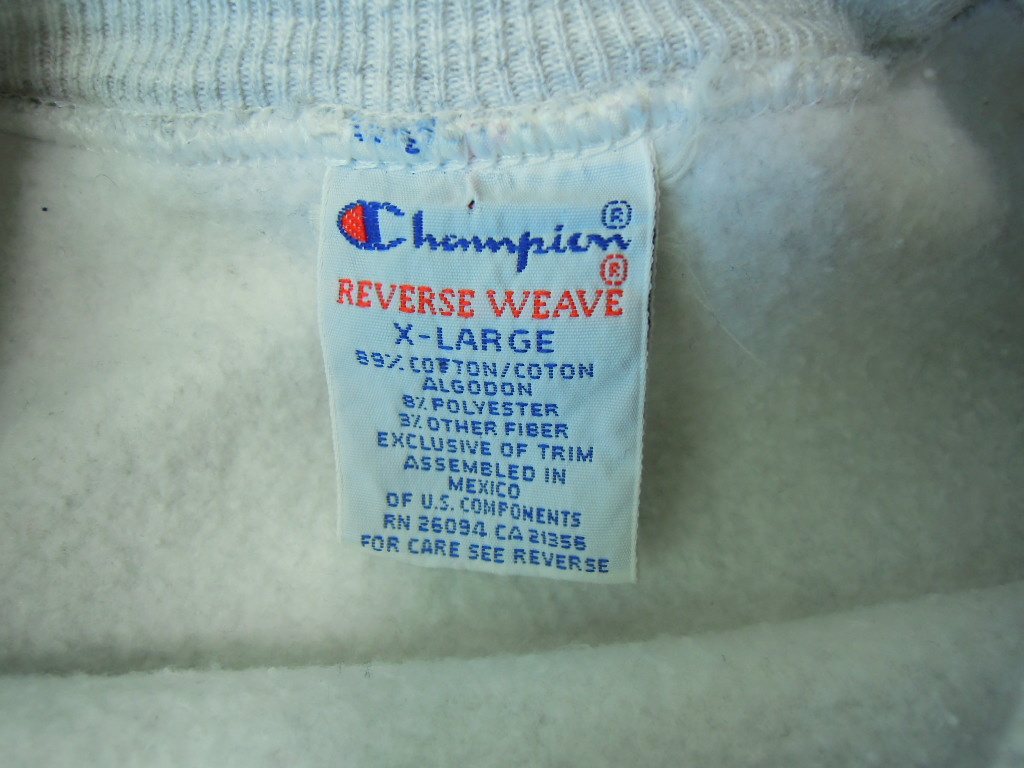 Champion®
REVERSE WEAVE®
X-LARGE
89% COTTON/COTON
ALGODON
8% POLYESTER
3% OTHER FIBER
EXCLUSIVE OF TRIM
ASSEMBLED IN
MEXICO
OF U.S. COMPONENTS
RN 26094 CA 21356
FOR CARE SEE REVERSE